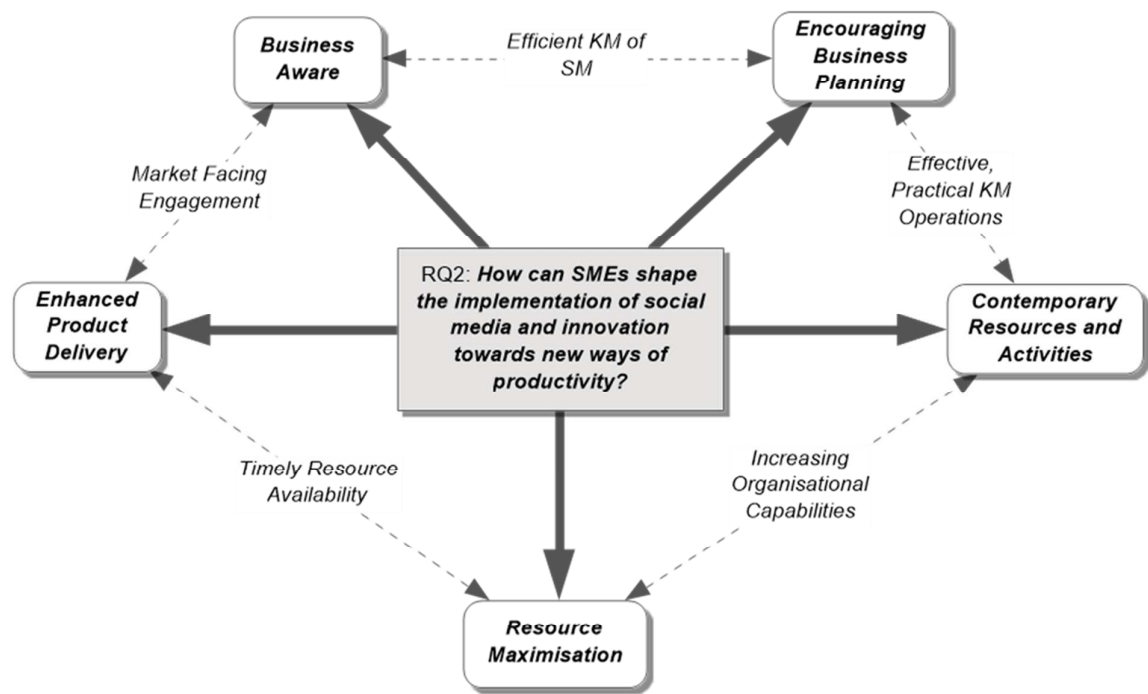 Business
Aware
Efficient KM of
SM
Encouraging
Business
Planning
Market Facing
Engagement
Effective,
Practical KM
Operations
RQ2: How can SMEs shape
the implementation of social
media and innovation
towards new ways of
productivity?
Enhanced
Product
Delivery
Contemporary
Resources and
Activities
Timely Resource
Availability
Increasing
Organisational
Capabilities
Resource
Maximisation